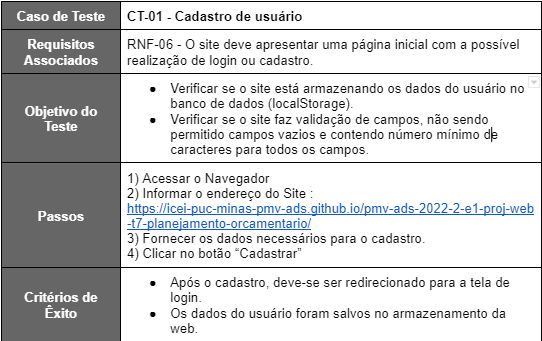 Caso de Teste
CT-01 - Cadastro de usuário
Requisitos
Associados
RNF-06 - O site deve apresentar uma página inicial com a possível
realização de login ou cadastro.
Objetivo do
Teste
● Verificar se o site está armazenando os dados do usuário no
banco de dados (localStorage).
● Verificar se o site faz validação de campos, não sendo
permitido campos vazios e contendo número mínimo de
caracteres para todos os campos.
Passos
1) Acessar o Navegador
2) Informar o endereço do Site :
https://icei-puc-minas-pmv-ads.github.io/pmv-ads-2022-2-e1-proj-web
-t7-planejamento-orcamentario/
3) Fornecer os dados necessários para o cadastro.
4) Clicar no botão “Cadastrar”
Critérios de
Êxito
● Após o cadastro, deve-se ser redirecionado para a tela de
login.
● Os dados do usuário foram salvos no armazenamento da
web.